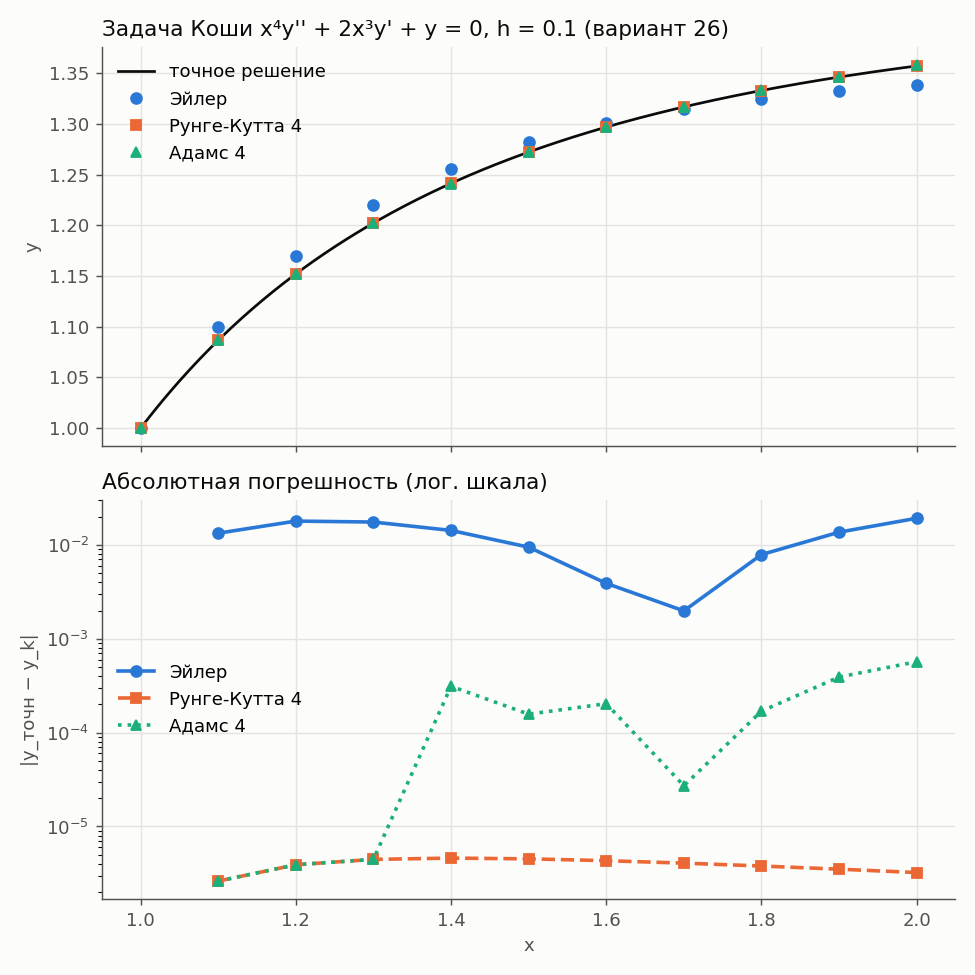 Задача Коши x⁴y'' + 2x³y' + y = 0, h = 0.1 (вариант 26)
y
1.35
1.30
1.25
1.20
1.15
1.10
1.05
1.00
точное решение
Эйлер
Рунге-Кутта 4
Адамс 4
Абсолютная погрешность (лог. шкала)
|y_точн − y_k|
10⁻²
10⁻³
10⁻⁴
10⁻⁵
Эйлер
Рунге-Кутта 4
Адамс 4
1.0 1.2 1.4 1.6 1.8 2.0
x